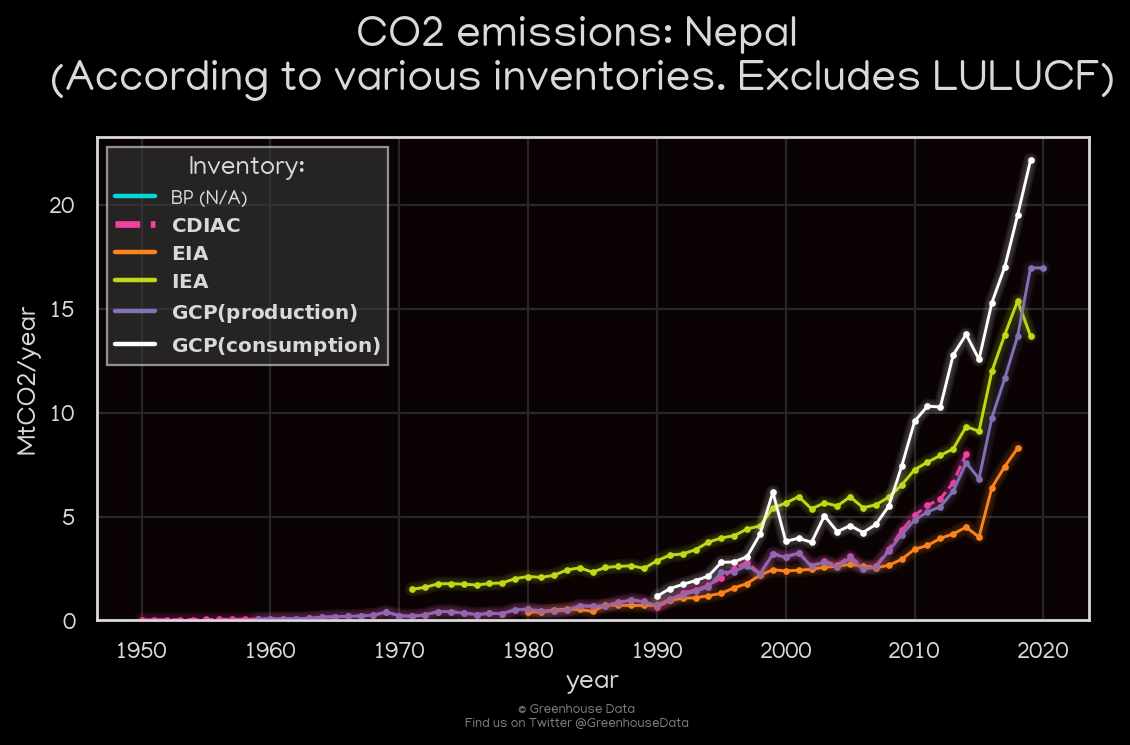 CO2 emissions: Nepal
(According to various inventories. Excludes LULUCF)
Inventory:
BP (N/A)
CDIAC
EIA
IEA
GCP(production)
GCP(consumption)
MtCO2/year
20
15
10
5
0
1950 1960 1970 1980 1990 2000 2010 2020
year
© Greenhouse Data
Find us on Twitter @GreenhouseData